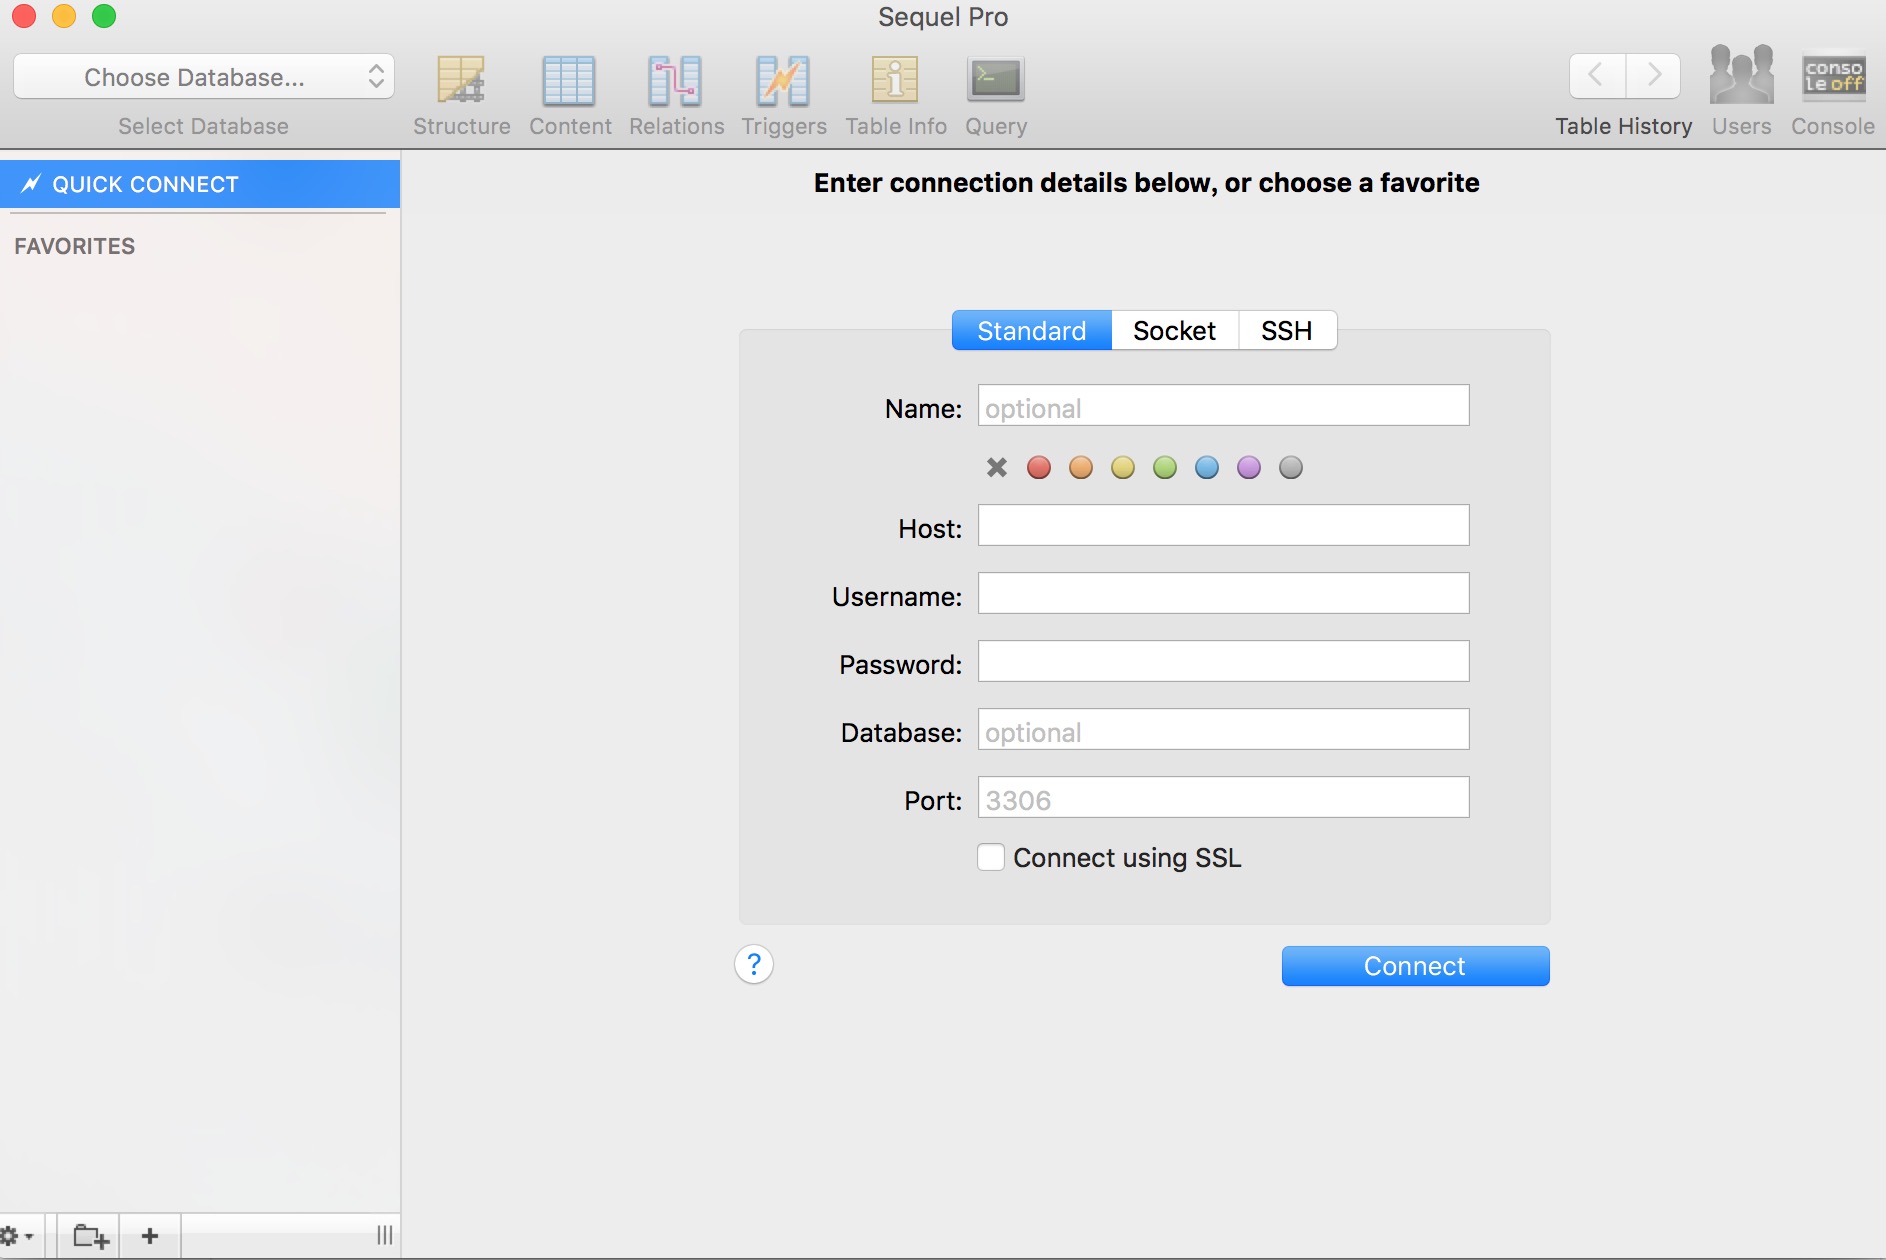 Sequel Pro
Choose Database...
Select Database
Structure
Content
Relations
Triggers
Table Info
Query
Table History
Users
conso
le off
Console
QUICK CONNECT
FAVORITES
Enter connection details below, or choose a favorite
Standard
Socket
SSH
Name: optional
Host:
Username:
Password:
Database: optional
Port: 3306
Connect using SSL
?
Connect